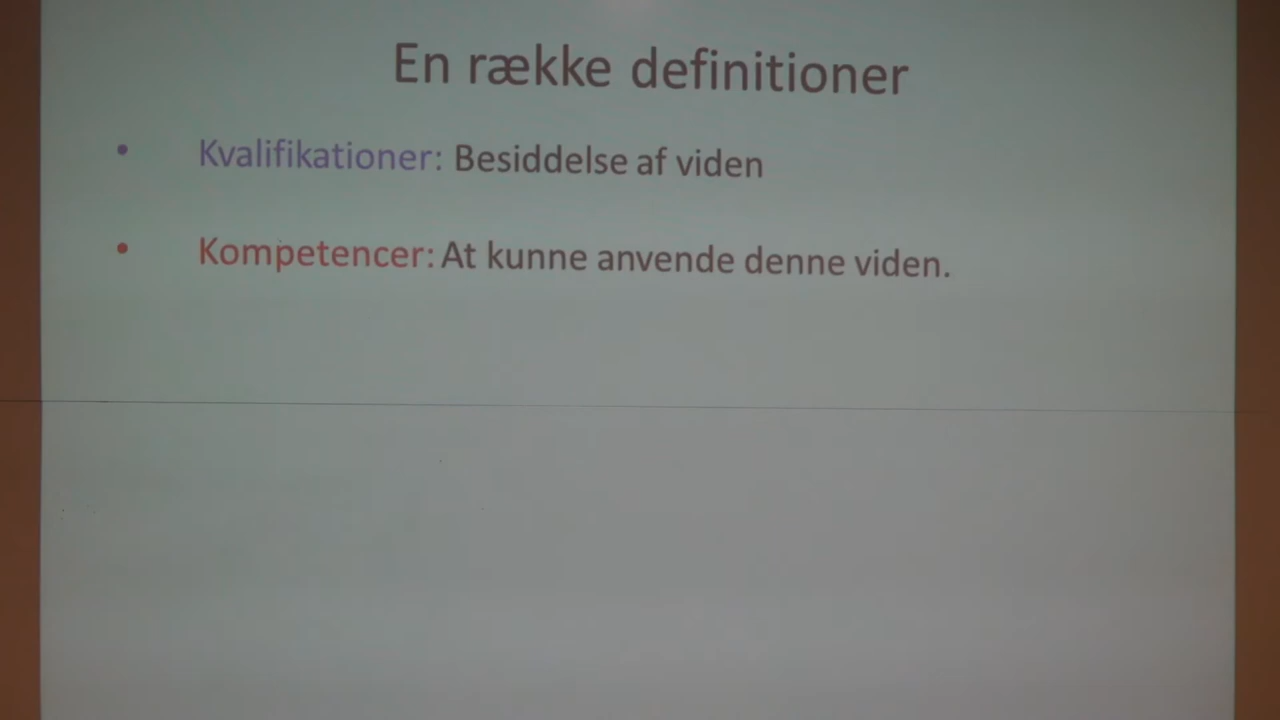 En række definitioner
• Kvalifikationer: Besiddelse af viden
• Kompetencer: At kunne anvende denne viden.